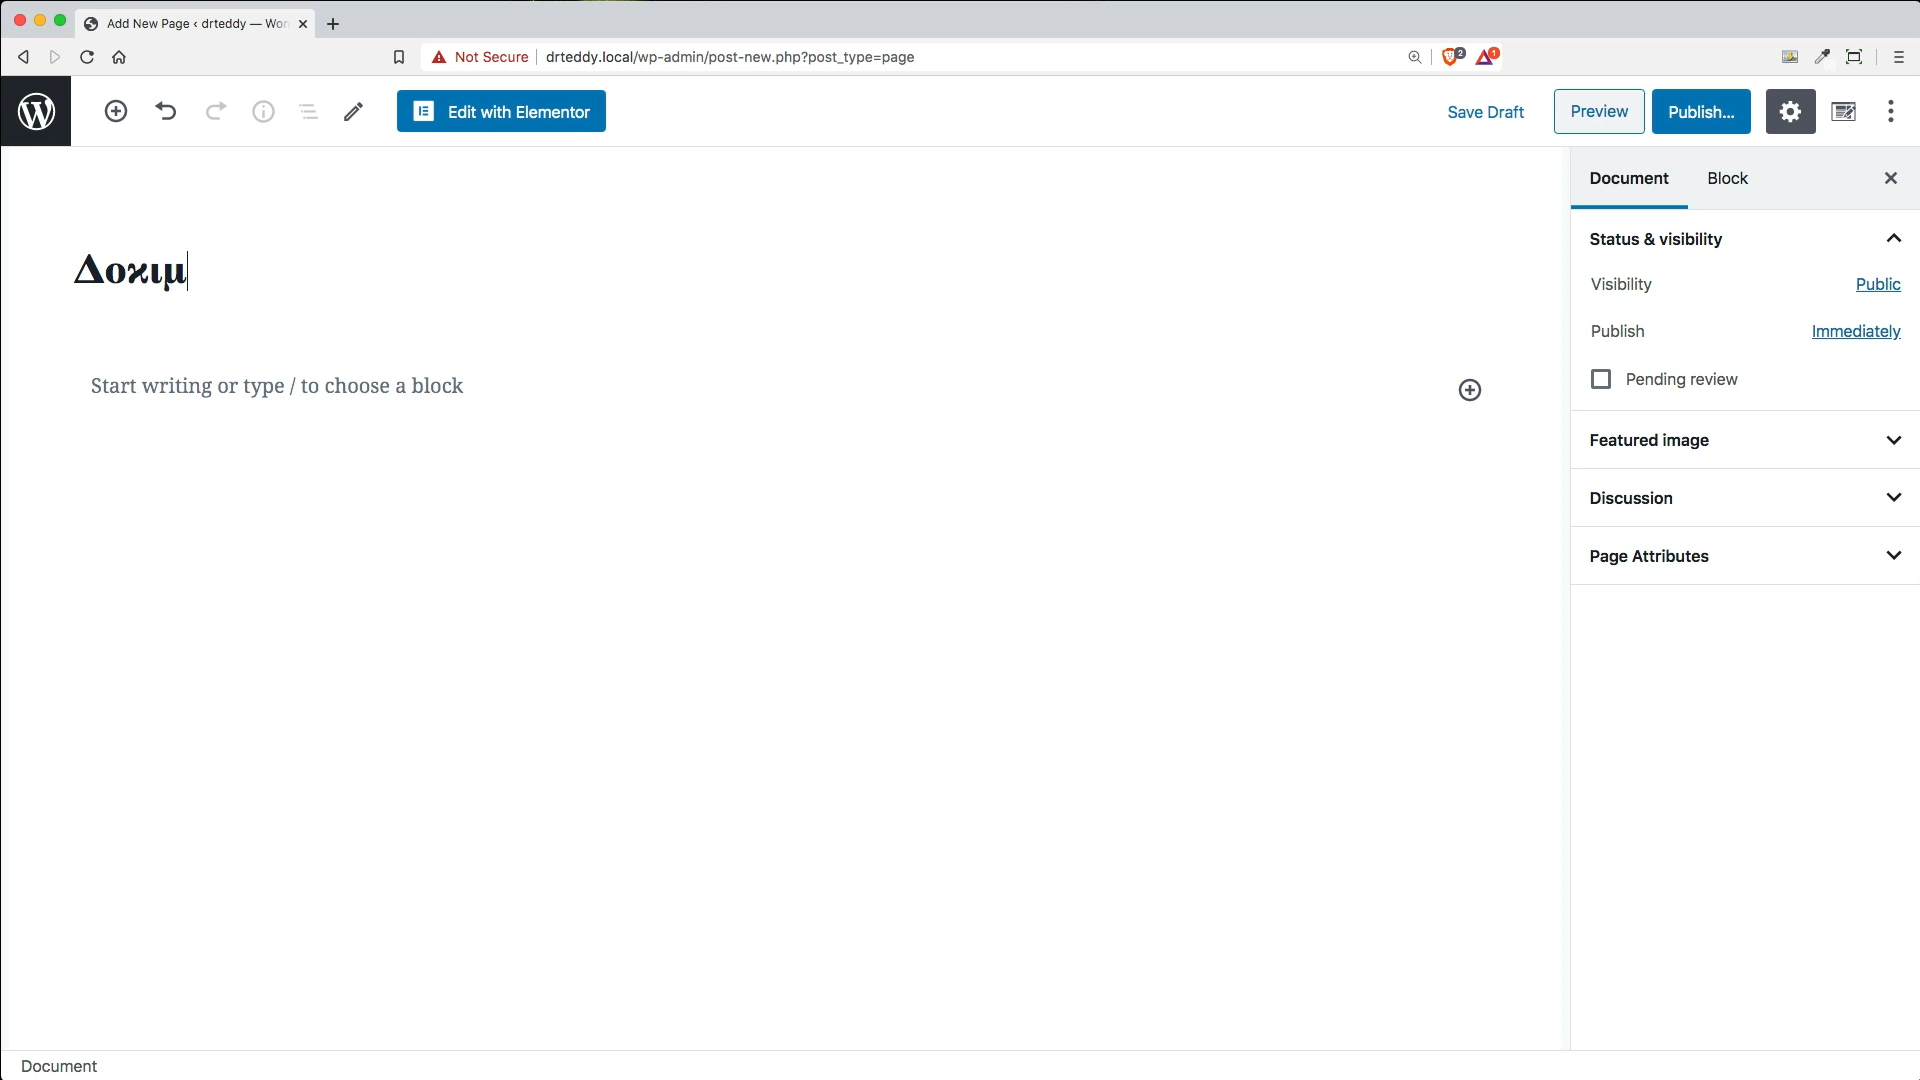 Add New Page ‹ drteddy — Wor
Not Secure
drteddy.local/wp-admin/post-new.php?post_type=page
2
1
Edit with Elementor
Save Draft
Preview
Publish...
Document
Block
Δοκιμ
Status & visibility
Visibility
Public
Publish
Immediately
Start writing or type / to choose a block
Pending review
Featured image
Discussion
Page Attributes
Document